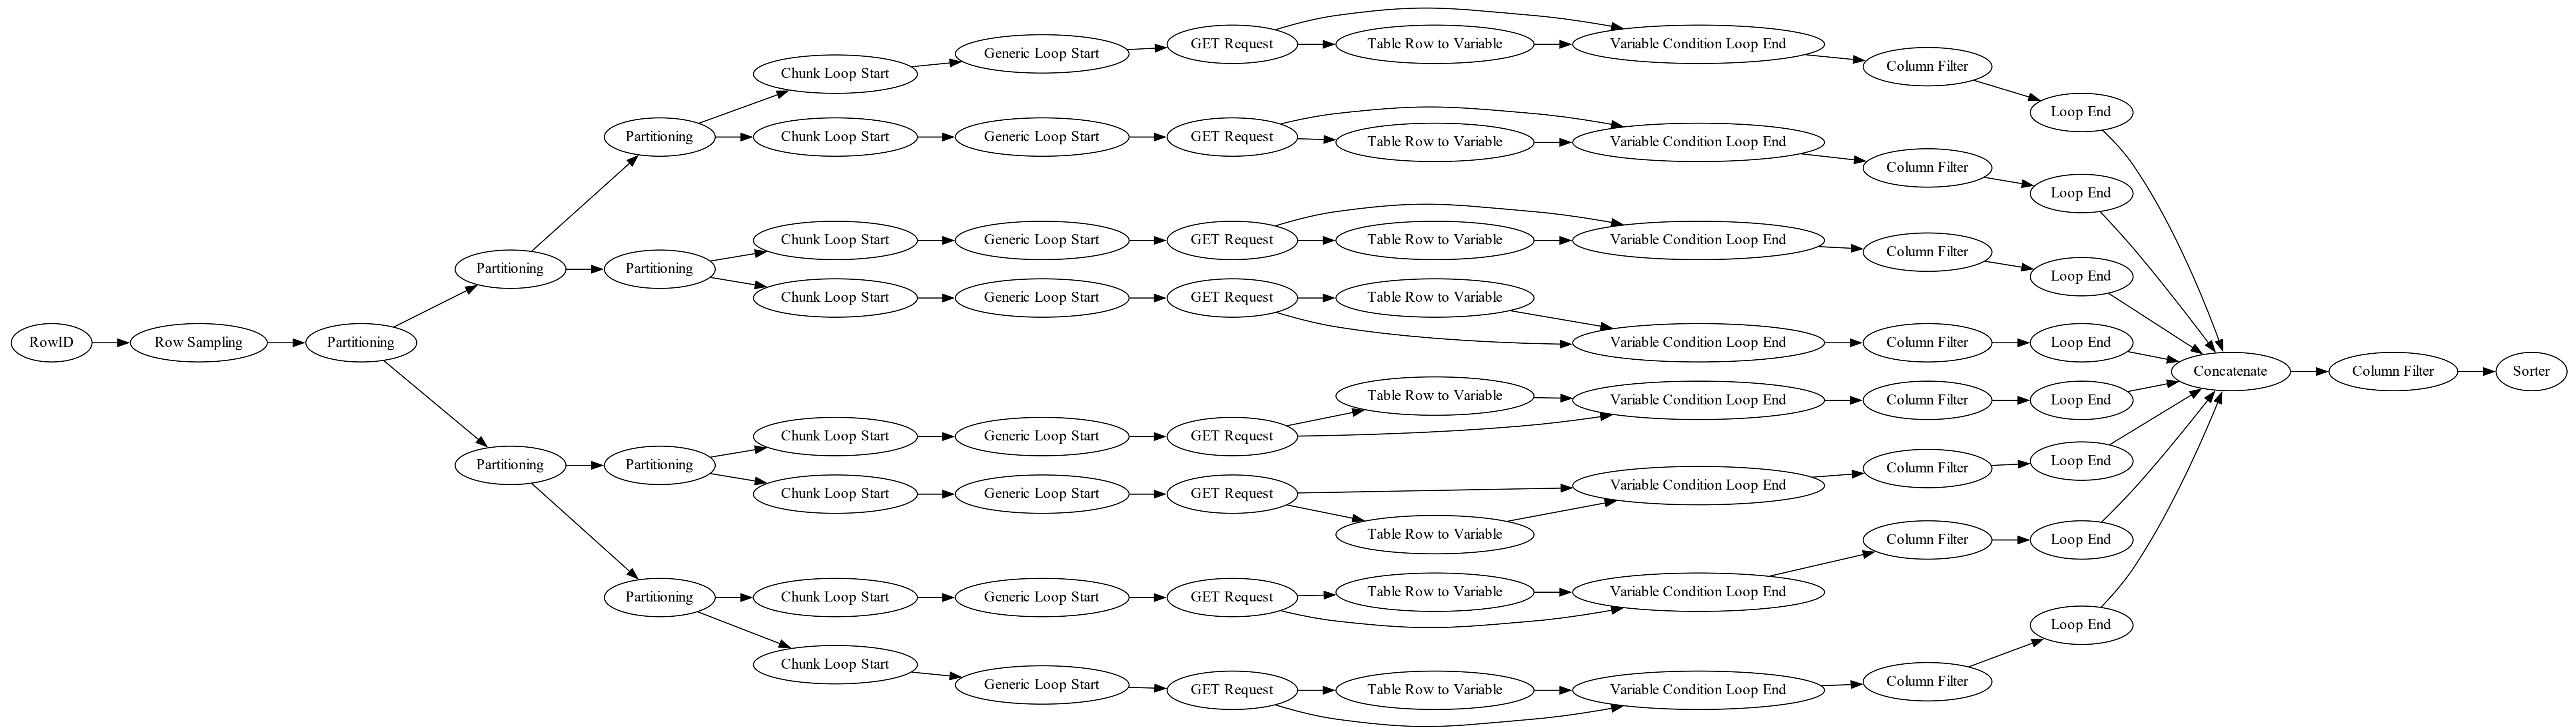 Chunk Loop Start
Generic Loop Start
GET Request
Table Row to Variable
Variable Condition Loop End
Column Filter
Loop End
Partitioning
Chunk Loop Start
Generic Loop Start
GET Request
Table Row to Variable
Variable Condition Loop End
Column Filter
Loop End
Partitioning
Partitioning
Chunk Loop Start
Generic Loop Start
GET Request
Table Row to Variable
Variable Condition Loop End
Column Filter
Loop End
Chunk Loop Start
Generic Loop Start
GET Request
Table Row to Variable
Variable Condition Loop End
Column Filter
Loop End
RowID
Row Sampling
Partitioning
Concatenate
Column Filter
Sorter
Chunk Loop Start
Generic Loop Start
GET Request
Table Row to Variable
Variable Condition Loop End
Column Filter
Loop End
Partitioning
Partitioning
Chunk Loop Start
Generic Loop Start
GET Request
Table Row to Variable
Variable Condition Loop End
Column Filter
Loop End
Partitioning
Chunk Loop Start
Generic Loop Start
GET Request
Table Row to Variable
Variable Condition Loop End
Column Filter
Loop End
Chunk Loop Start
Generic Loop Start
GET Request
Table Row to Variable
Variable Condition Loop End
Column Filter
Loop End